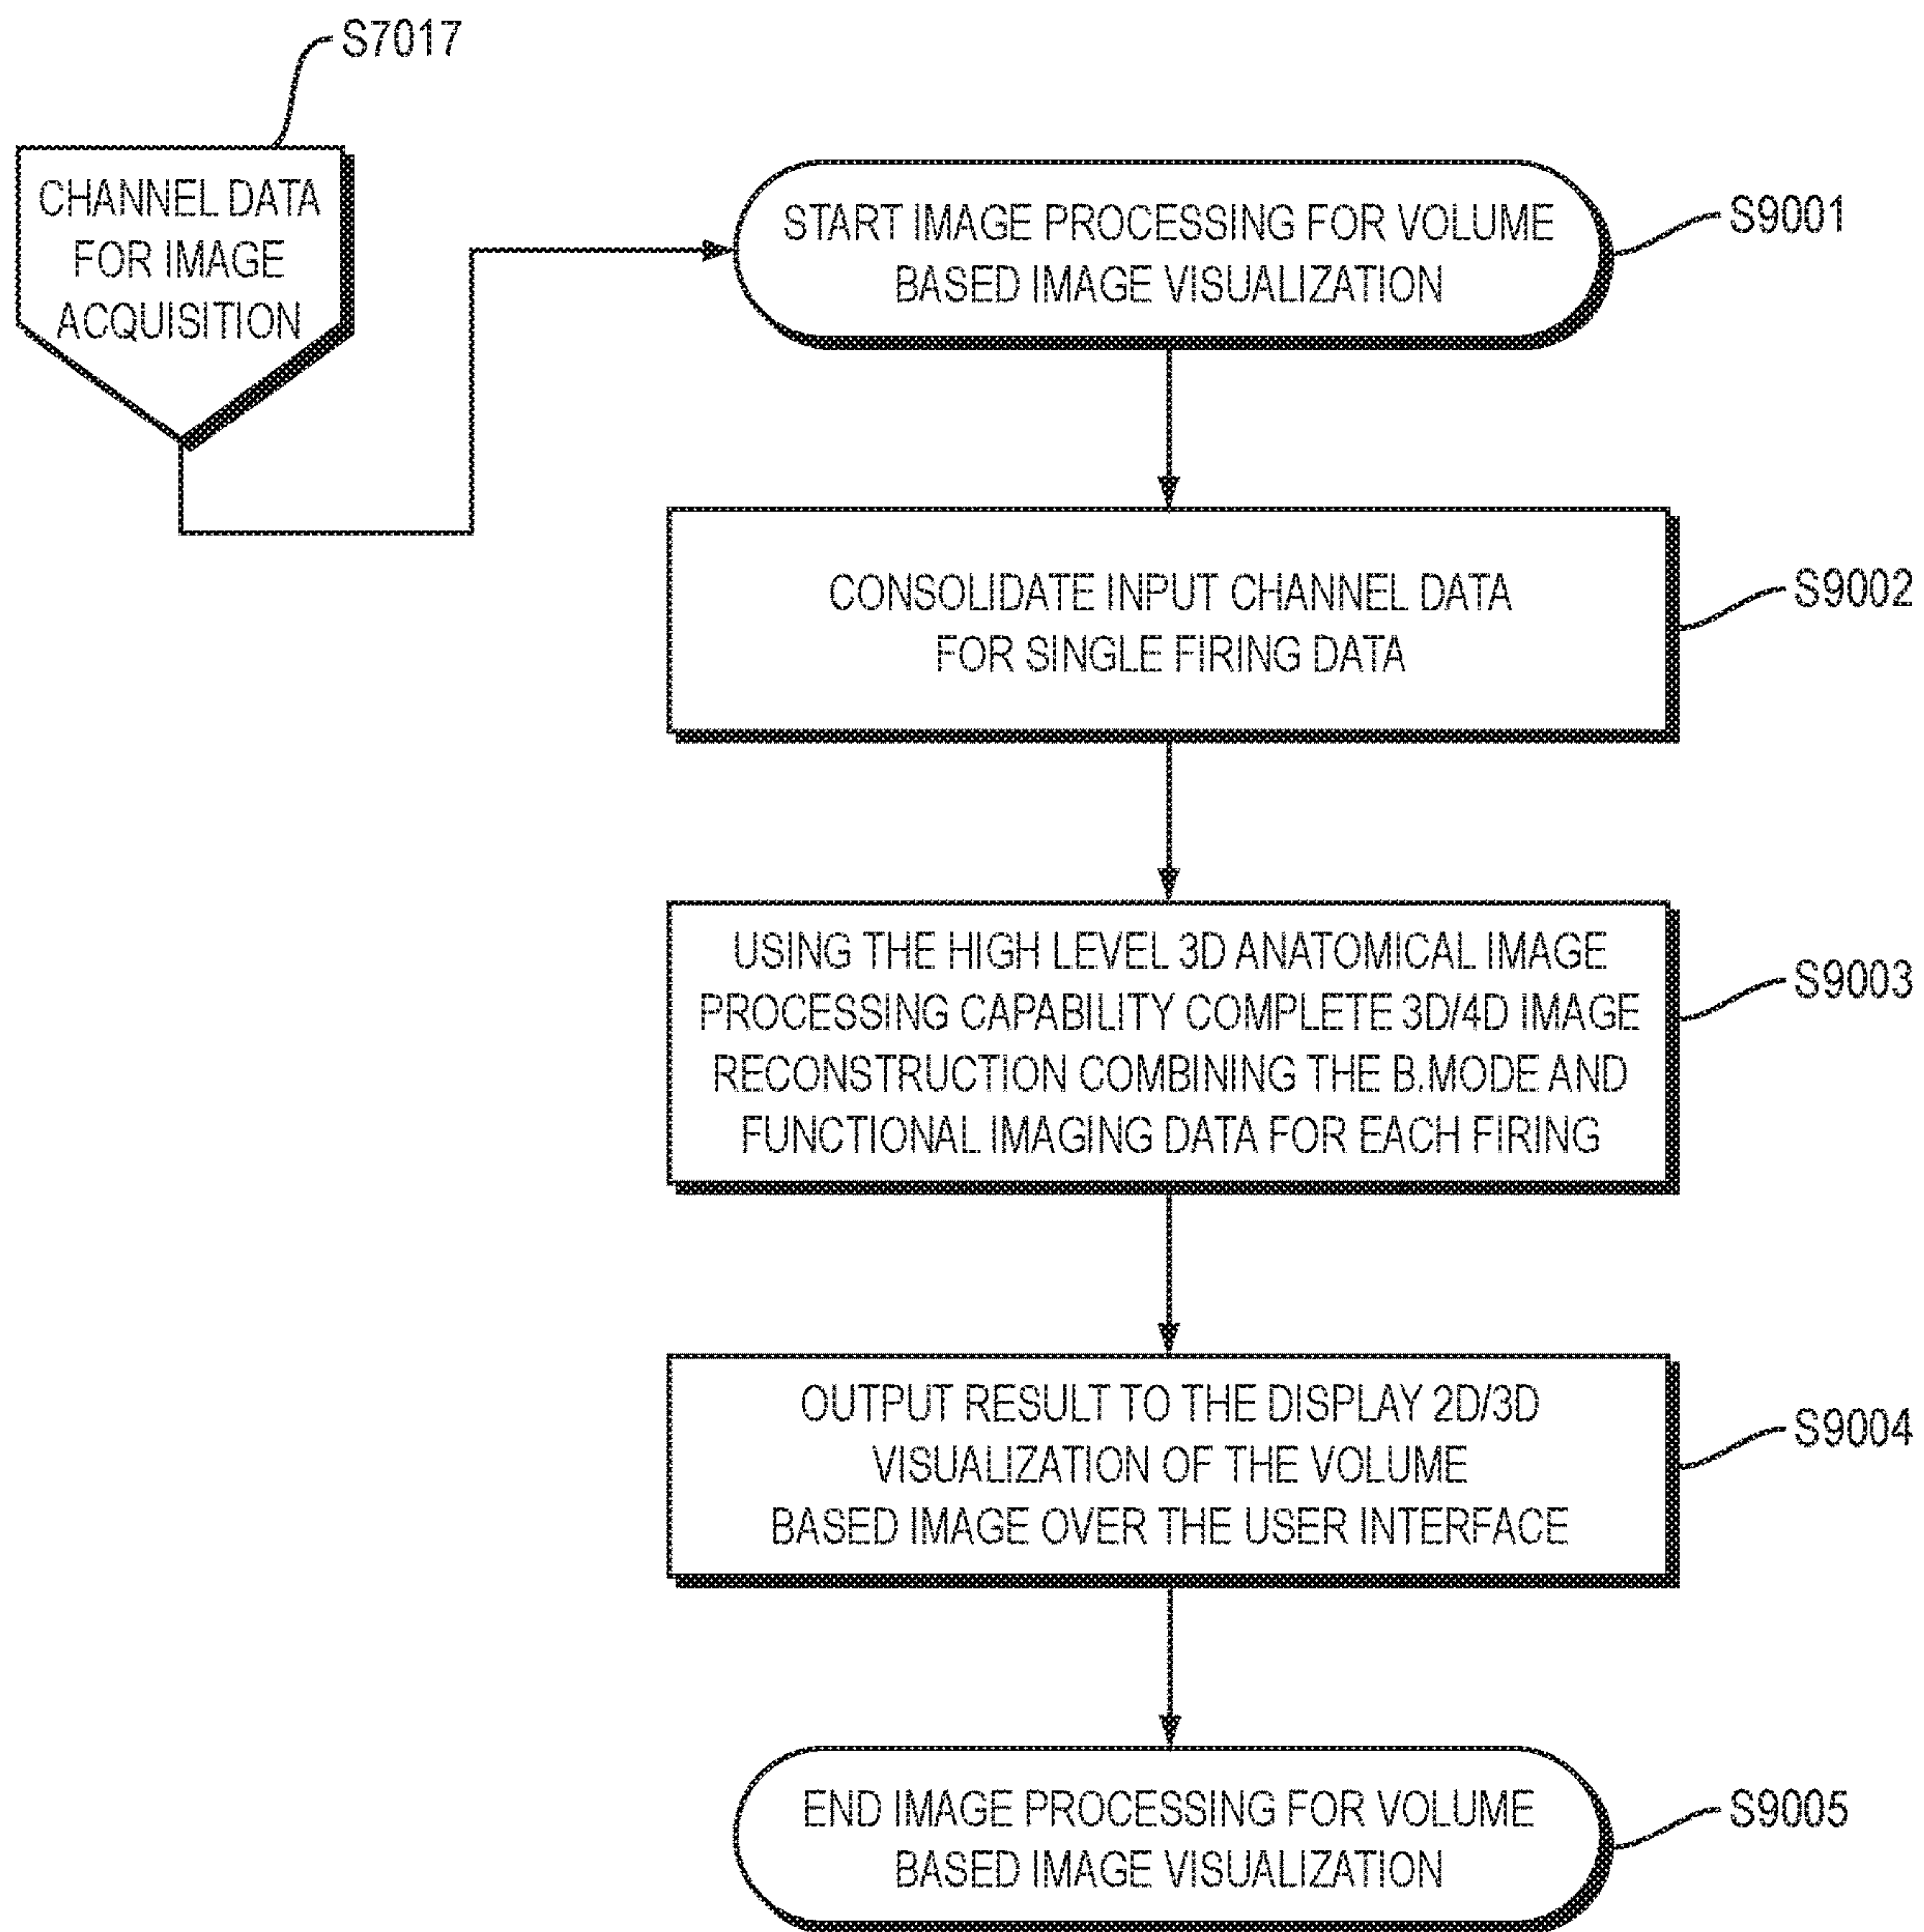 S7017
CHANNEL DATA
FOR IMAGE
ACQUISITION
START IMAGE PROCESSING FOR VOLUME
BASED IMAGE VISUALIZATION
S9001
CONSOLIDATE INPUT CHANNEL DATA
FOR SINGLE FIRING DATA
S9002
USING THE HIGH LEVEL 3D ANATOMICAL IMAGE
PROCESSING CAPABILITY COMPLETE 3D/4D IMAGE
RECONSTRUCTION COMBINING THE B.MODE AND
FUNCTIONAL IMAGING DATA FOR EACH FIRING
S9003
OUTPUT RESULT TO THE DISPLAY 2D/3D
VISUALIZATION OF THE VOLUME
BASED IMAGE OVER THE USER INTERFACE
S9004
END IMAGE PROCESSING FOR VOLUME
BASED IMAGE VISUALIZATION
S9005